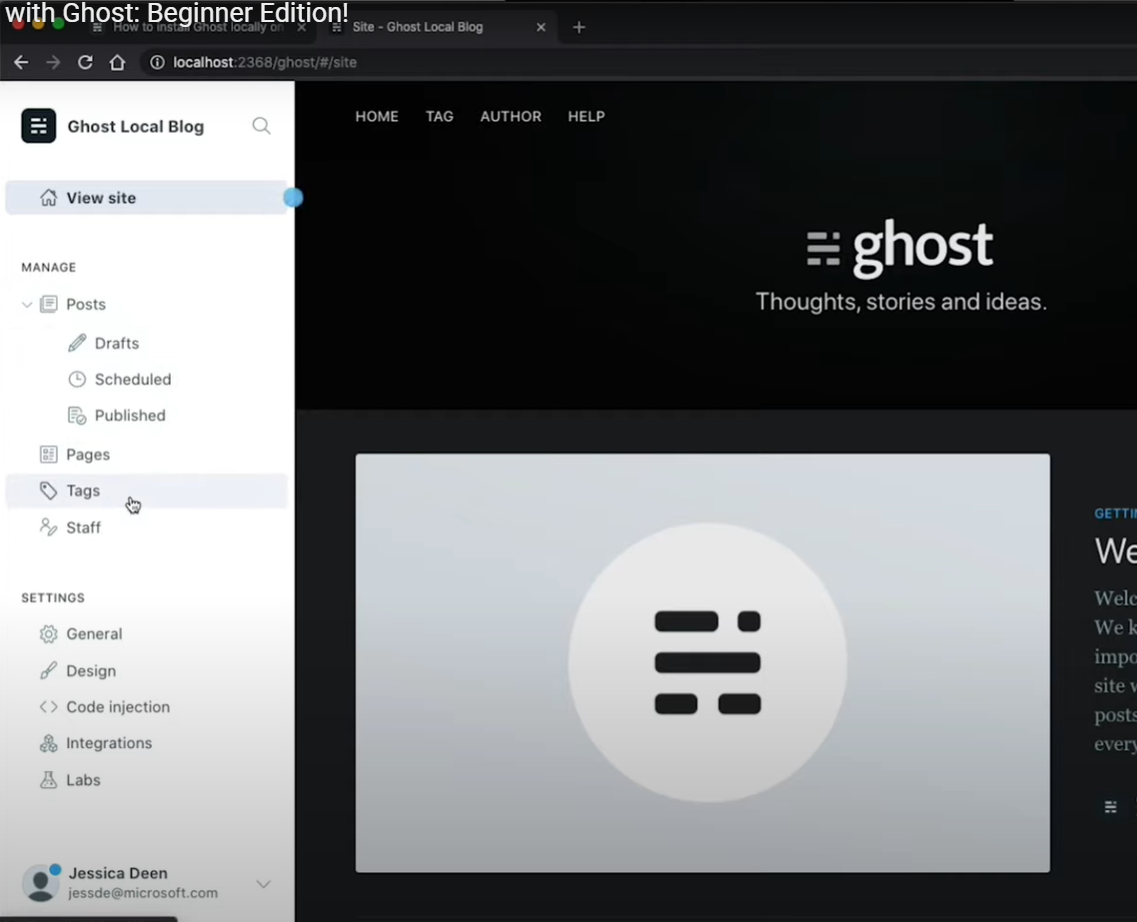 with Ghost: Beginner Edition!
How to install Ghost locally on
Site - Ghost Local Blog
localhost:2368/ghost/#/site
Ghost Local Blog
View site
MANAGE
Posts
Drafts
Scheduled
Published
Pages
Tags
Staff
SETTINGS
General
Design
Code injection
Integrations
Labs
Jessica Deen
jessde@microsoft.com
HOME TAG AUTHOR HELP
ghost
Thoughts, stories and ideas.
GETTI
We
Welc
We k
impo
site w
posts
every